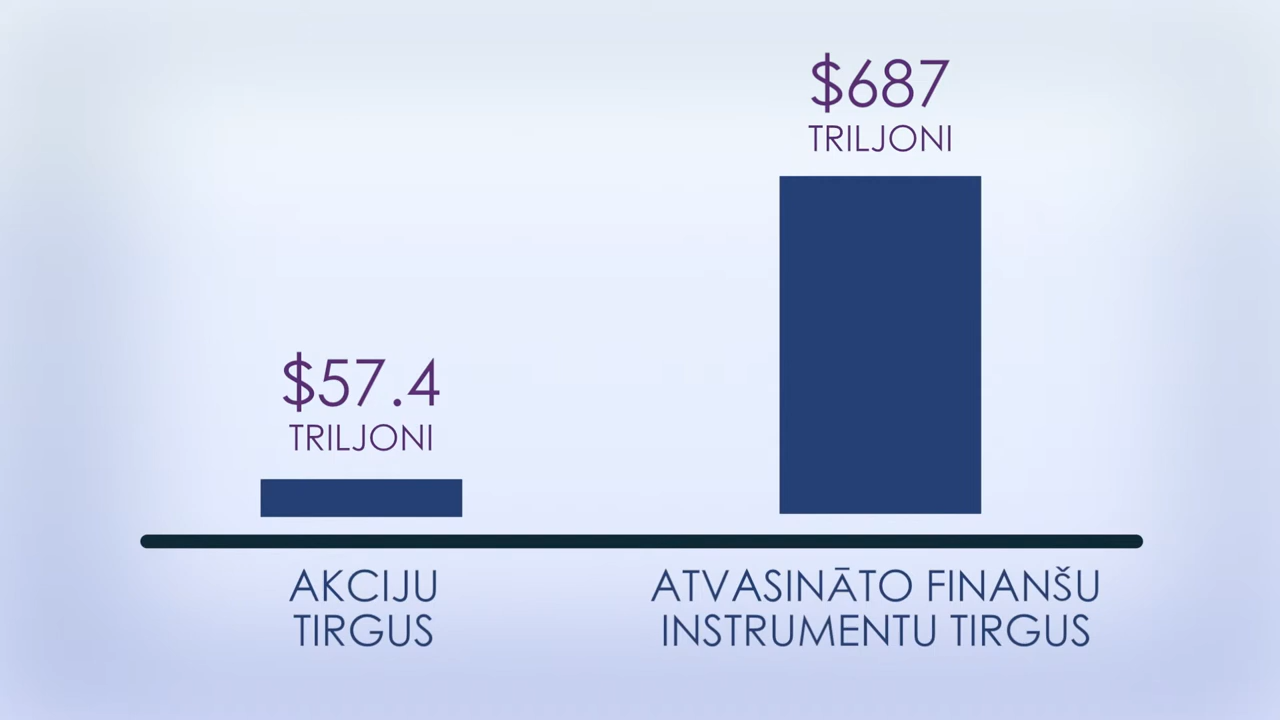 $687
TRILJONI
$57.4
TRILJONI
AKCIJU
TIRGUS
ATVASINĀTO FINANŠU
INSTRUMENTU TIRGUS